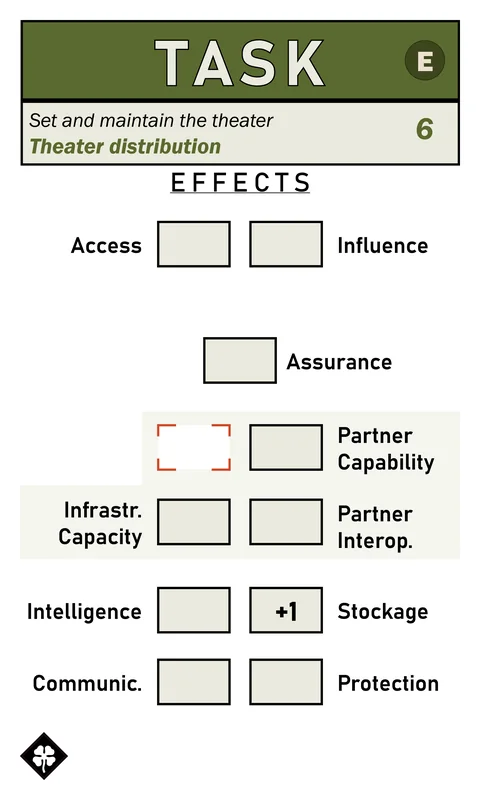 TASK E
Set and maintain the theater 6
Theater distribution
EFFECTS
Access Influence
Assurance
Partner
Capability
Infrastr.
Capacity
Partner
Interop.
Intelligence +1 Stockage
Communic. Protection